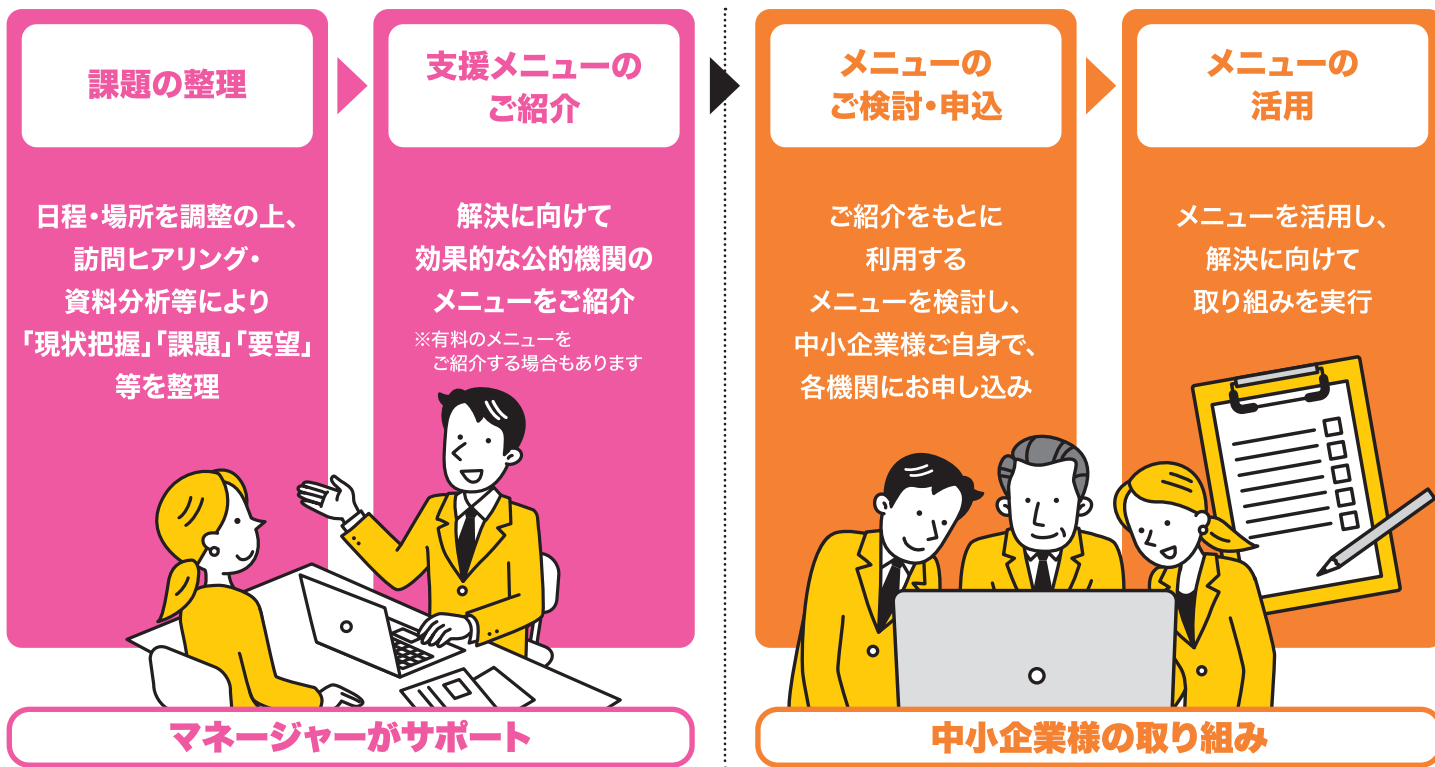 課題の整理
日程・場所を調整の上、
訪問ヒアリング・
資料分析等により
「現状把握」「課題」「要望」
等を整理
支援メニューの
ご紹介
解決に向けて
効果的な公的機関の
メニューをご紹介
※有料のメニューを
ご紹介する場合もあります
マネージャーがサポート
メニューの
ご検討・申込
ご紹介をもとに
利用する
メニューを検討し、
中小企業様ご自身で、
各機関にお申し込み
メニューの
活用
メニューを活用し、
解決に向けて
取り組みを実行
中小企業様の取り組み